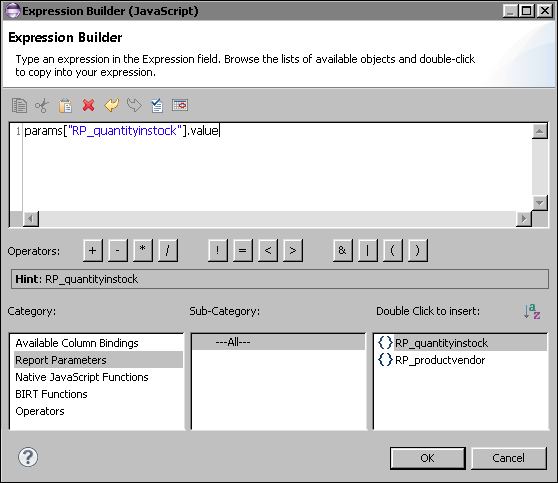 Expression Builder (JavaScript)
Expression Builder
Type an expression in the Expression field. Browse the lists of available objects and double-click
to copy into your expression.
1 params["RP_quantityinstock"].value
Operators: + - * / ! = < > & | ( )
Hint: RP_quantityinstock
Category: Sub-Category: Double Click to insert: a z
Available Column Bindings ---All--- {} RP_quantityinstock
Report Parameters {} RP_productvendor
Native JavaScript Functions
BIRT Functions
Operators
? OK Cancel